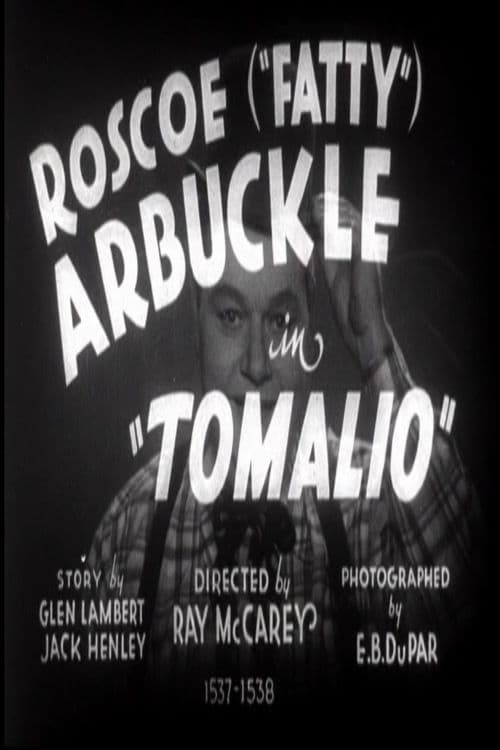 ROSCOE ("FATTY")
ARBUCKLE
in
"TOMALIO"
STORY by
GLEN LAMBERT
JACK HENLEY
DIRECTED by
RAY McCAREY
PHOTOGRAPHED
by
E.B. DuPAR
1537-1538